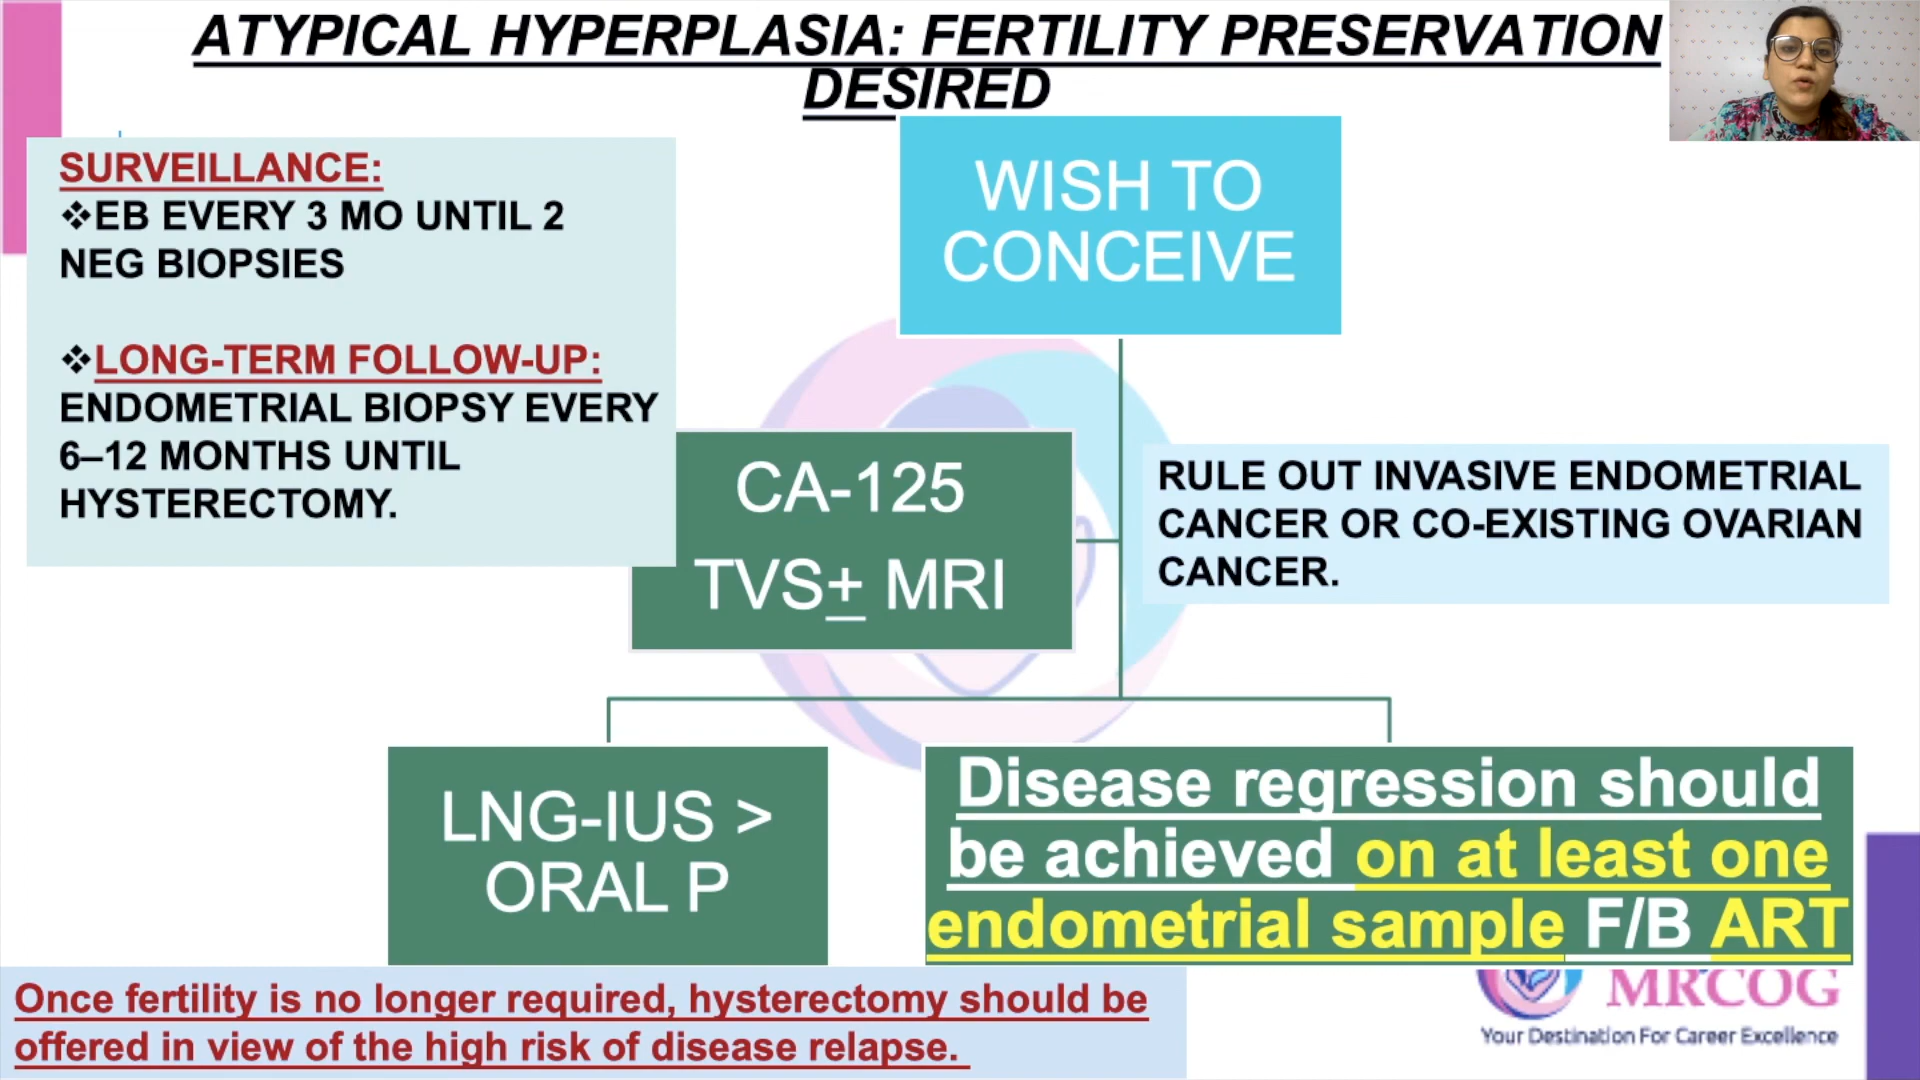 ATYPICAL HYPERPLASIA: FERTILITY PRESERVATION
DESIRED
SURVEILLANCE:
❖EB EVERY 3 MO UNTIL 2
NEG BIOPSIES
❖LONG-TERM FOLLOW-UP:
ENDOMETRIAL BIOPSY EVERY
6–12 MONTHS UNTIL
HYSTERECTOMY.
WISH TO
CONCEIVE
CA-125
TVS+ MRI
RULE OUT INVASIVE ENDOMETRIAL
CANCER OR CO-EXISTING OVARIAN
CANCER.
LNG-IUS >
ORAL P
Disease regression should
be achieved on at least one
endometrial sample F/B ART
Once fertility is no longer required, hysterectomy should be
offered in view of the high risk of disease relapse.
MRCOG
Your Destination For Career Excellence